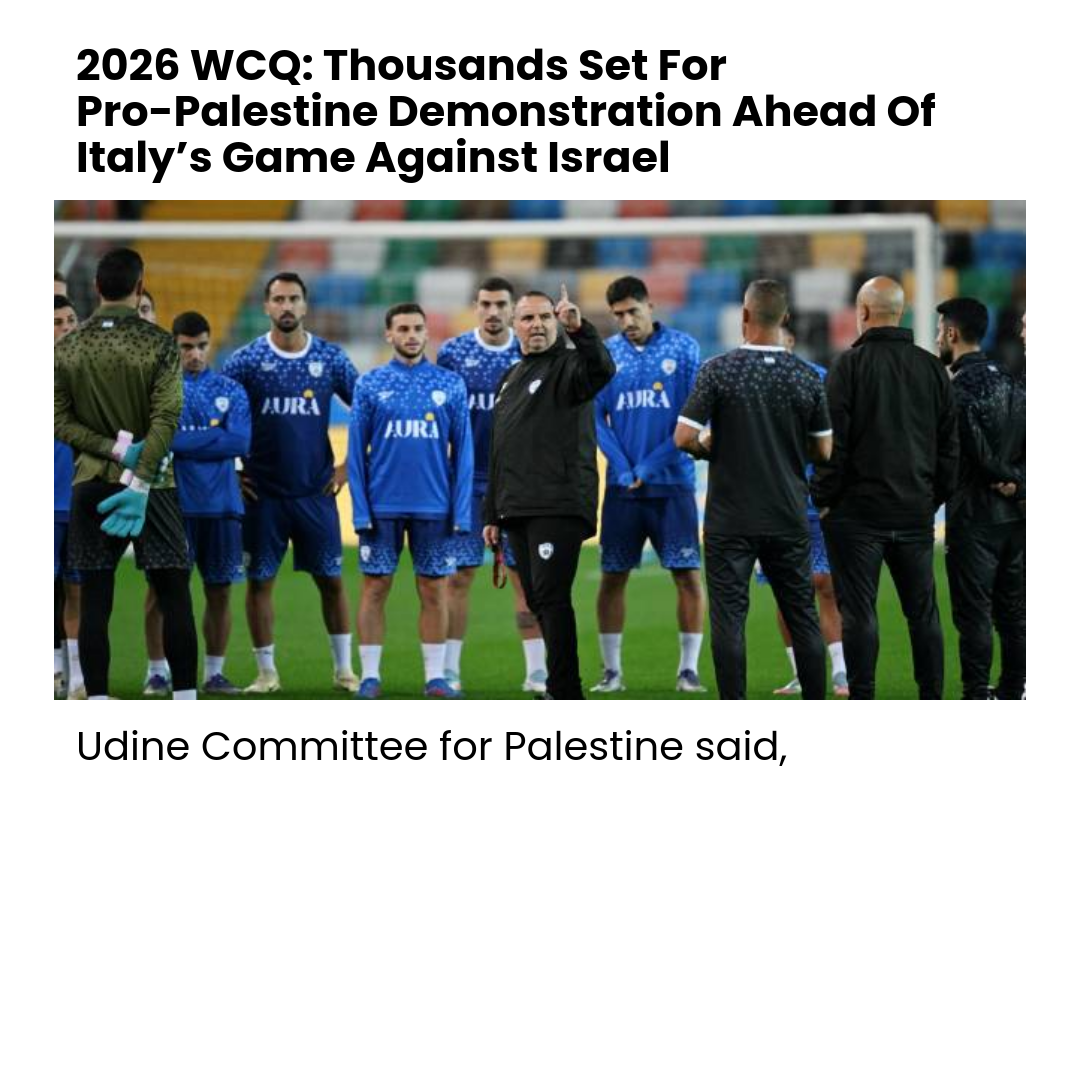 2026 WCQ: Thousands Set For
Pro-Palestine Demonstration Ahead Of
Italy’s Game Against Israel
AURA
AURA
AU
AURA
Udine Committee for Palestine said,